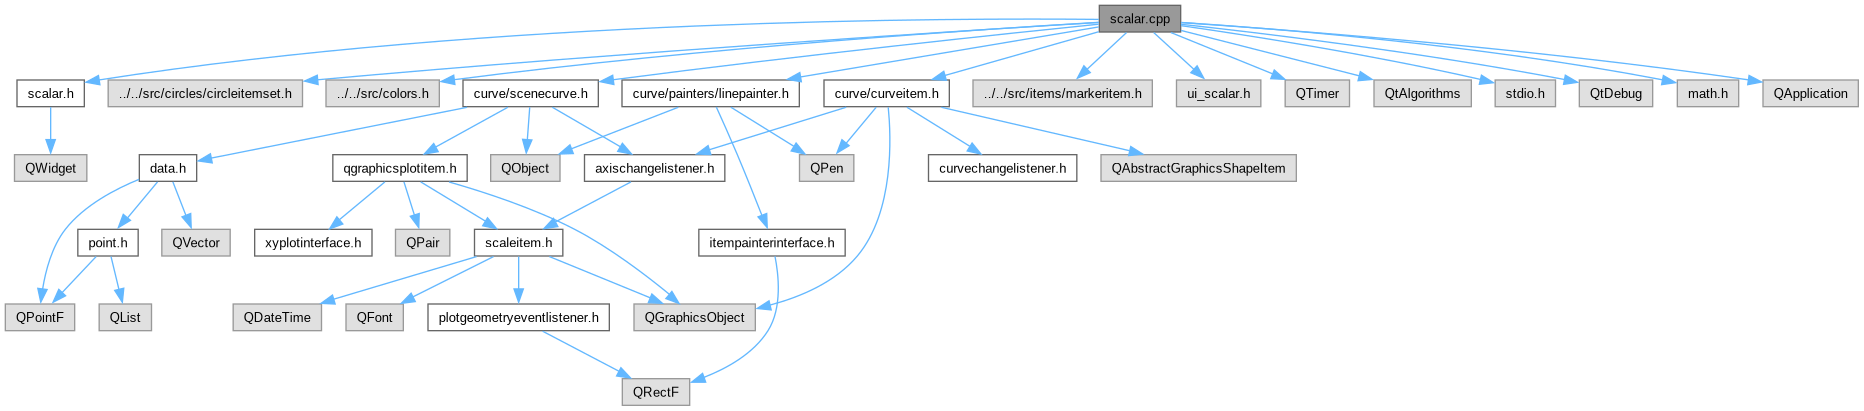 scalar.cpp
scalar.h
../../src/circles/circleitemset.h
../../src/colors.h
curve/scenecurve.h
curve/painters/linepainter.h
curve/curveitem.h
../../src/items/markeritem.h
ui_scalar.h
QTimer
QtAlgorithms
stdio.h
QtDebug
math.h
QApplication
QWidget
data.h
qgraphicsplotitem.h
QObject
axischangelistener.h
QPen
curvechangelistener.h
QAbstractGraphicsShapeItem
point.h
QVector
xyplotinterface.h
QPair
scaleitem.h
itempainterinterface.h
QPointF
QList
QDateTime
QFont
plotgeometryeventlistener.h
QGraphicsObject
QRectF